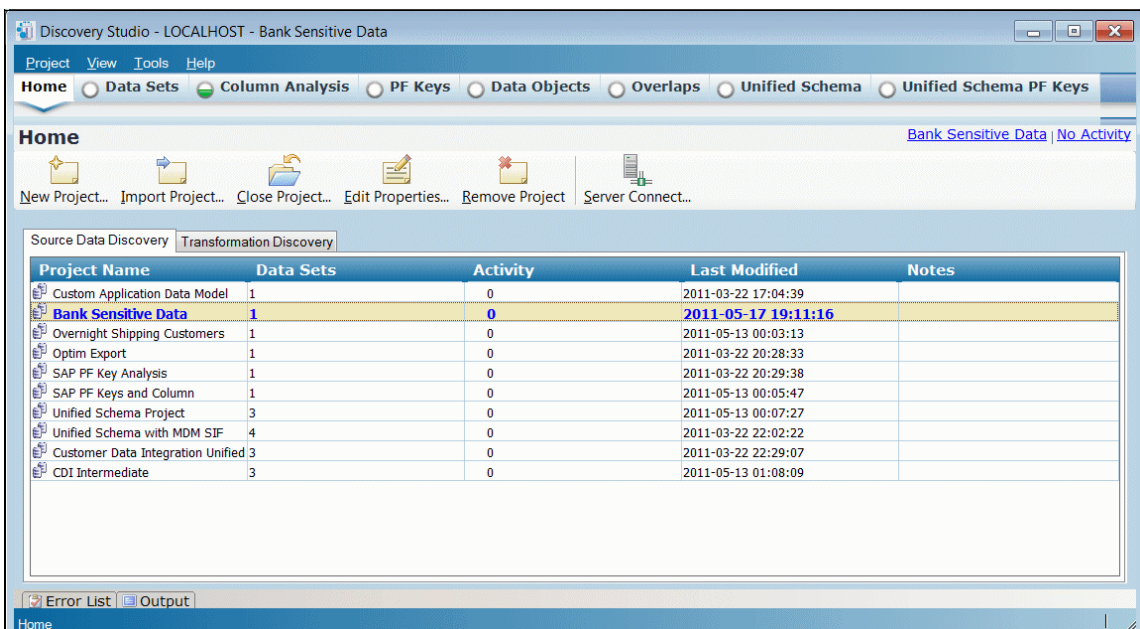 Discovery Studio - LOCALHOST - Bank Sensitive Data
Project View Tools Help
Home Data Sets Column Analysis PF Keys Data Objects Overlaps Unified Schema Unified Schema PF Keys
Home Bank Sensitive Data | No Activity
New Project... Import Project... Close Project... Edit Properties... Remove Project Server Connect...
Source Data Discovery Transformation Discovery
Project Name Data Sets Activity Last Modified Notes
Custom Application Data Model 1 0 2011-03-22 17:04:39
Bank Sensitive Data 1 0 2011-05-17 19:11:16
Overnight Shipping Customers 1 0 2011-05-13 00:03:13
Optim Export 1 0 2011-03-22 20:28:33
SAP PF Key Analysis 1 0 2011-03-22 20:29:38
SAP PF Keys and Column 1 0 2011-05-13 00:05:47
Unified Schema Project 3 0 2011-05-13 00:07:27
Unified Schema with MDM SIF 4 0 2011-03-22 22:02:22
Customer Data Integration Unified 3 0 2011-03-22 22:29:07
CDI Intermediate 3 0 2011-05-13 01:08:09
Error List Output
Home